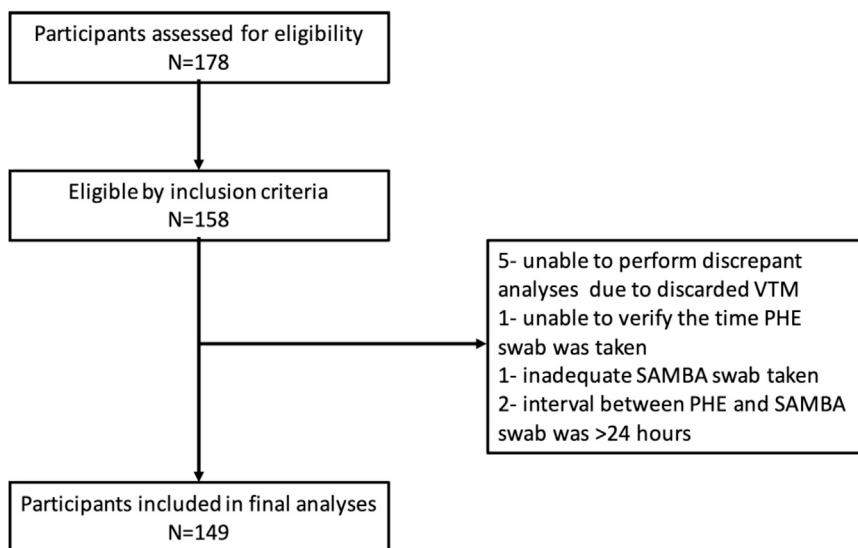 Participants assessed for eligibility
N=178
Eligible by inclusion criteria
N=158
5- unable to perform discrepant
analyses  due to discarded VTM
1- unable to verify the time PHE
swab was taken
1- inadequate SAMBA swab taken
2- interval between PHE and SAMBA
swab was >24 hours
Participants included in final analyses
N=149